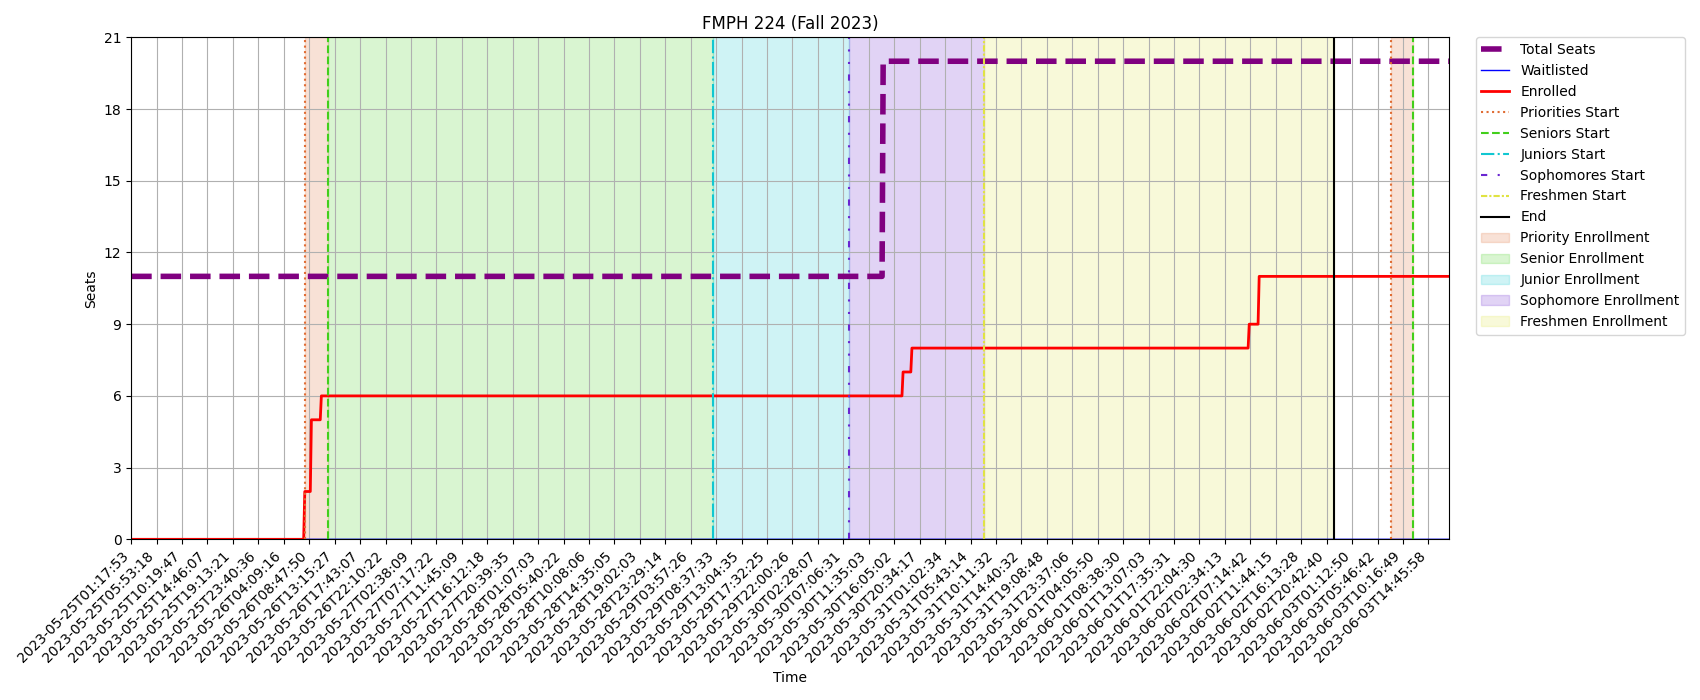 FMPH 224 (Fall 2023)
21
18
15
12
9
6
3
0
Seats
2023-05-25T01:17:53
2023-05-25T05:53:18
2023-05-25T10:19:47
2023-05-25T14:46:07
2023-05-25T19:13:21
2023-05-25T23:40:36
2023-05-26T04:09:16
2023-05-26T08:47:50
2023-05-26T13:15:27
2023-05-26T17:43:07
2023-05-26T22:10:22
2023-05-27T02:38:09
2023-05-27T07:17:22
2023-05-27T11:45:09
2023-05-27T16:12:18
2023-05-27T20:39:35
2023-05-28T01:07:03
2023-05-28T05:40:22
2023-05-28T10:08:06
2023-05-28T14:35:05
2023-05-28T19:02:03
2023-05-28T23:29:14
2023-05-29T03:57:26
2023-05-29T08:37:33
2023-05-29T13:04:35
2023-05-29T17:32:25
2023-05-29T22:00:26
2023-05-30T02:28:07
2023-05-30T07:06:31
2023-05-30T11:35:03
2023-05-30T16:05:02
2023-05-30T20:34:17
2023-05-31T01:02:34
2023-05-31T05:43:14
2023-05-31T10:11:32
2023-05-31T14:40:32
2023-05-31T19:08:48
2023-05-31T23:37:06
2023-06-01T04:05:50
2023-06-01T08:38:30
2023-06-01T13:07:03
2023-06-01T17:35:31
2023-06-01T22:04:30
2023-06-02T02:34:13
2023-06-02T07:14:42
2023-06-02T11:44:15
2023-06-02T16:13:28
2023-06-02T20:42:40
2023-06-03T01:12:50
2023-06-03T05:46:42
2023-06-03T10:16:49
2023-06-03T14:45:58
Time
Total Seats
Waitlisted
Enrolled
Priorities Start
Seniors Start
Juniors Start
Sophomores Start
Freshmen Start
End
Priority Enrollment
Senior Enrollment
Junior Enrollment
Sophomore Enrollment
Freshmen Enrollment